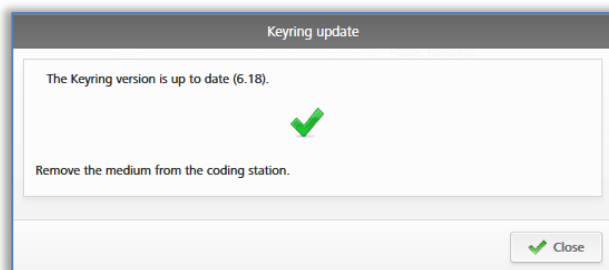 Keyring update
The Keyring version is up to date (6.18).
Remove the medium from the coding station.
Close